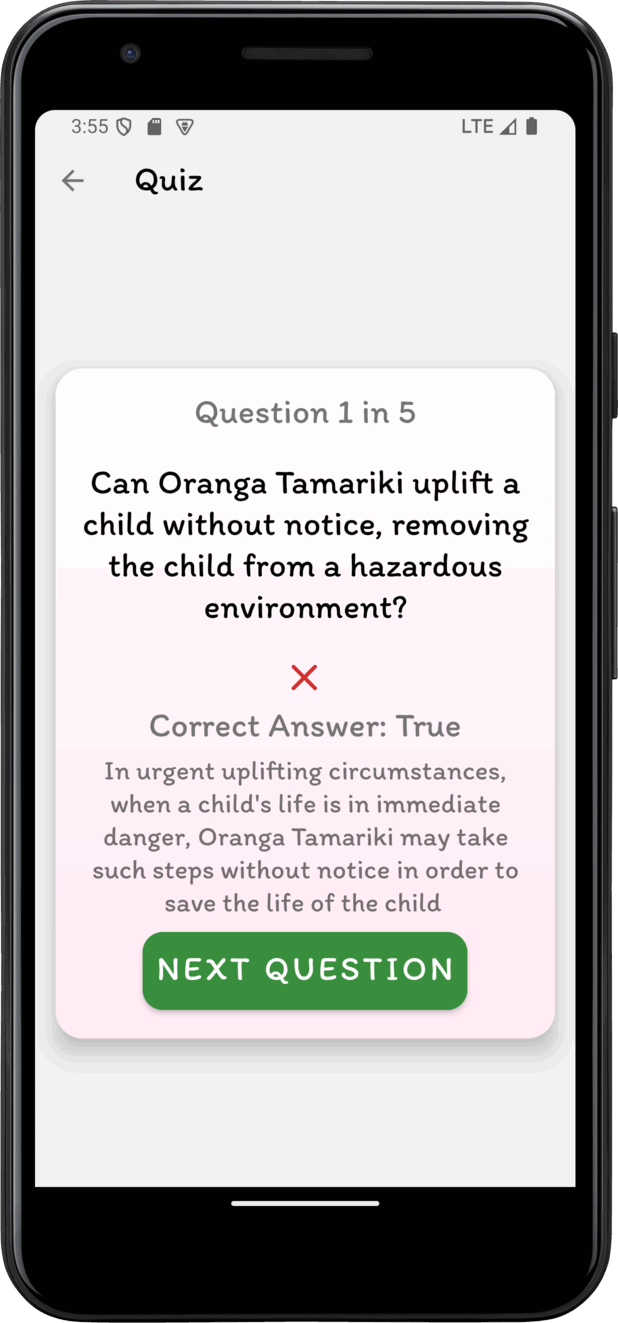 3:55
LTE
Quiz
Question 1 in 5
Can Oranga Tamariki uplift a
child without notice, removing
the child from a hazardous
environment?
Correct Answer: True
In urgent uplifting circumstances,
when a child's life is in immediate
danger, Oranga Tamariki may take
such steps without notice in order to
save the life of the child
NEXT QUESTION